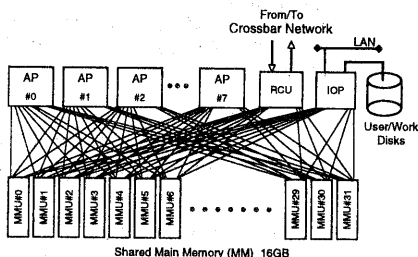 From/To
Crossbar Network
LAN
AP
#0
AP
#1
AP
#2
AP
#7
RCU
IOP
User/Work
Disks
MMU#0
MMU#1
MMU#2
MMU#3
MMU#4
MMU#5
MMU#6
MMU#29
MMU#30
MMU#31
Shared Main Memory (MM) 16GB